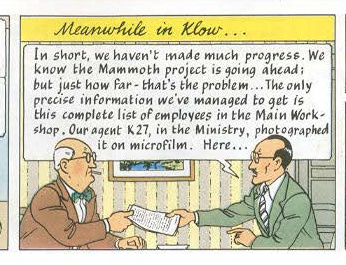 Meanwhile in Klow...
In short, we haven't made much progress. We
know the Mammoth project is going ahead;
but just how far - that's the problem... The only
precise information we've managed to get is
this complete list of employees in the Main Work-
shop. Our agent K27, in the Ministry, photographed
it on microfilm. Here...